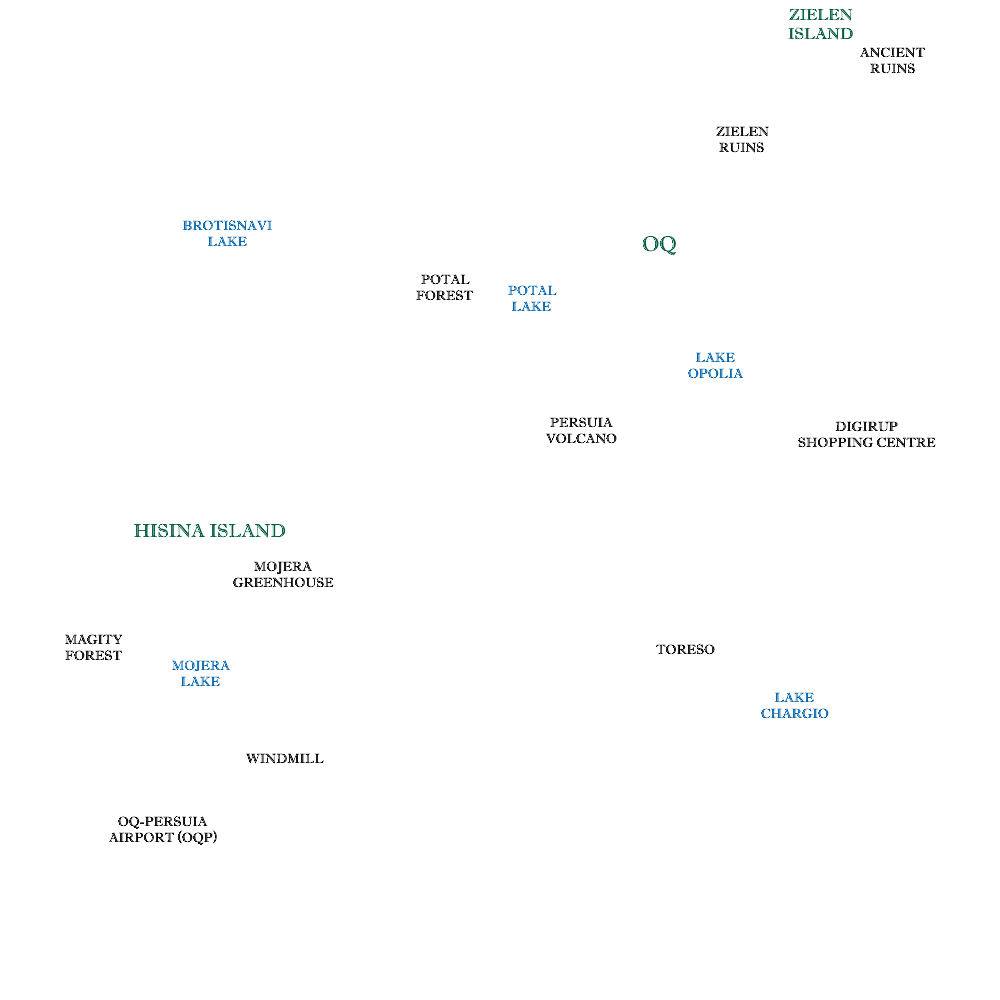 ZIELEN
ISLAND
ANCIENT
RUINS
ZIELEN
RUINS
BROTISNAVI
LAKE
OQ
POTAL
FOREST
POTAL
LAKE
LAKE
OPOLIA
PERSUIA
VOLCANO
DIGIRUP
SHOPPING CENTRE
HISINA ISLAND
MOJERA
GREENHOUSE
MAGITY
FOREST
MOJERA
LAKE
TORESO
LAKE
CHARGIO
WINDMILL
OQ-PERSUIA
AIRPORT (OQP)